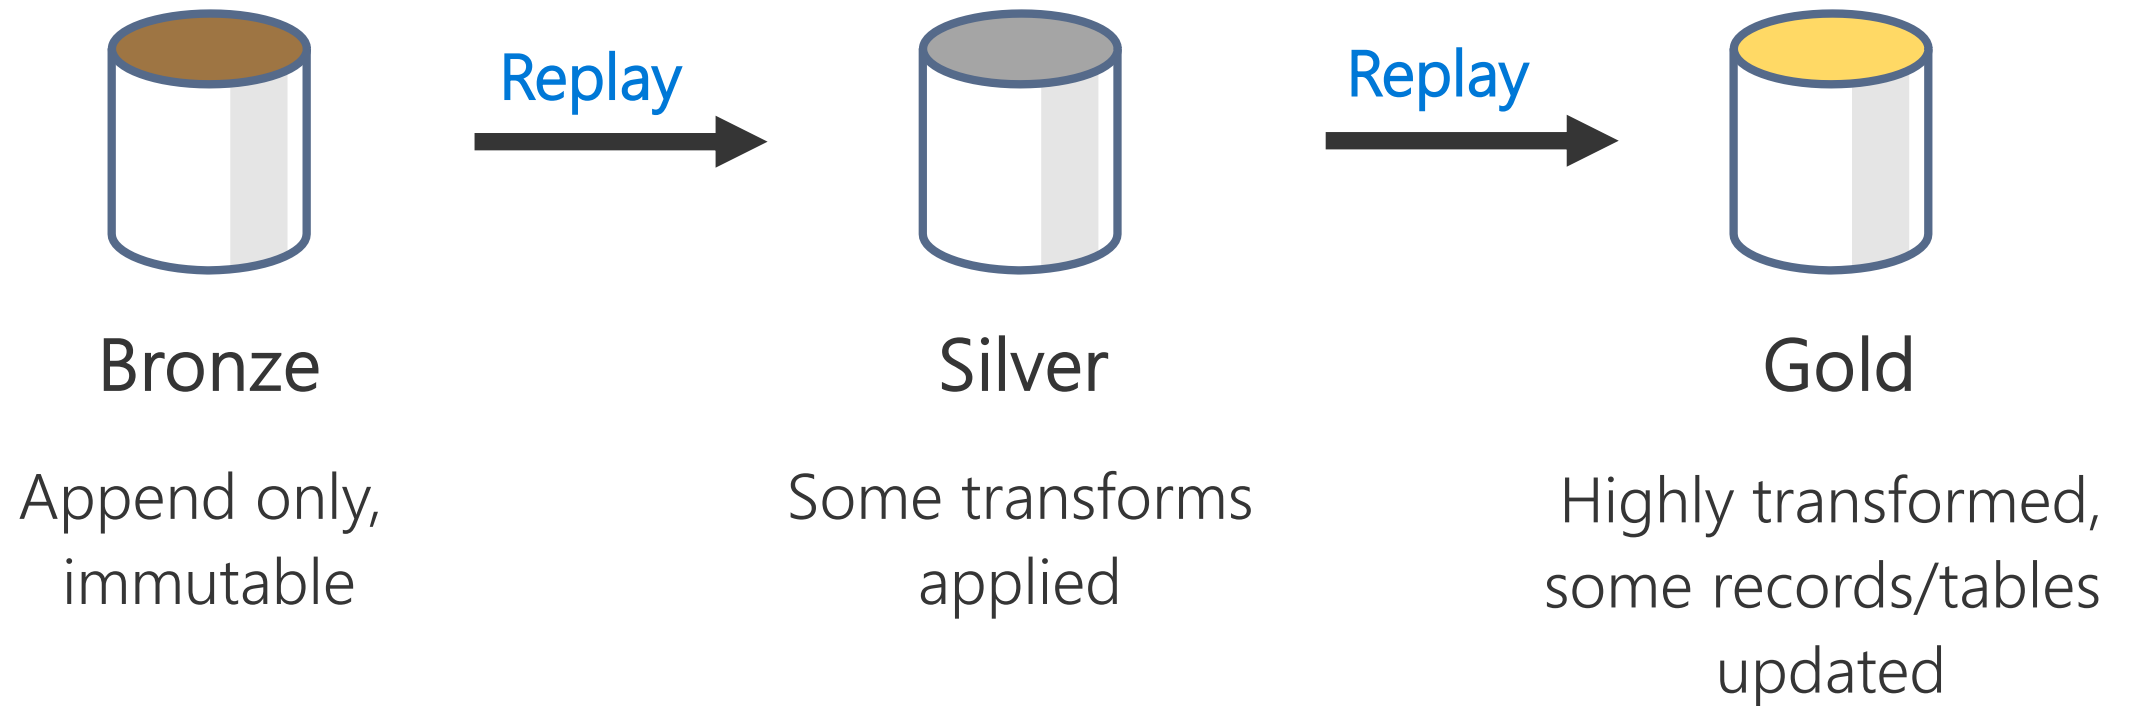 Replay
Replay
Bronze
Silver
Gold
Append only,
immutable
Some transforms
applied
Highly transformed,
some records/tables
updated